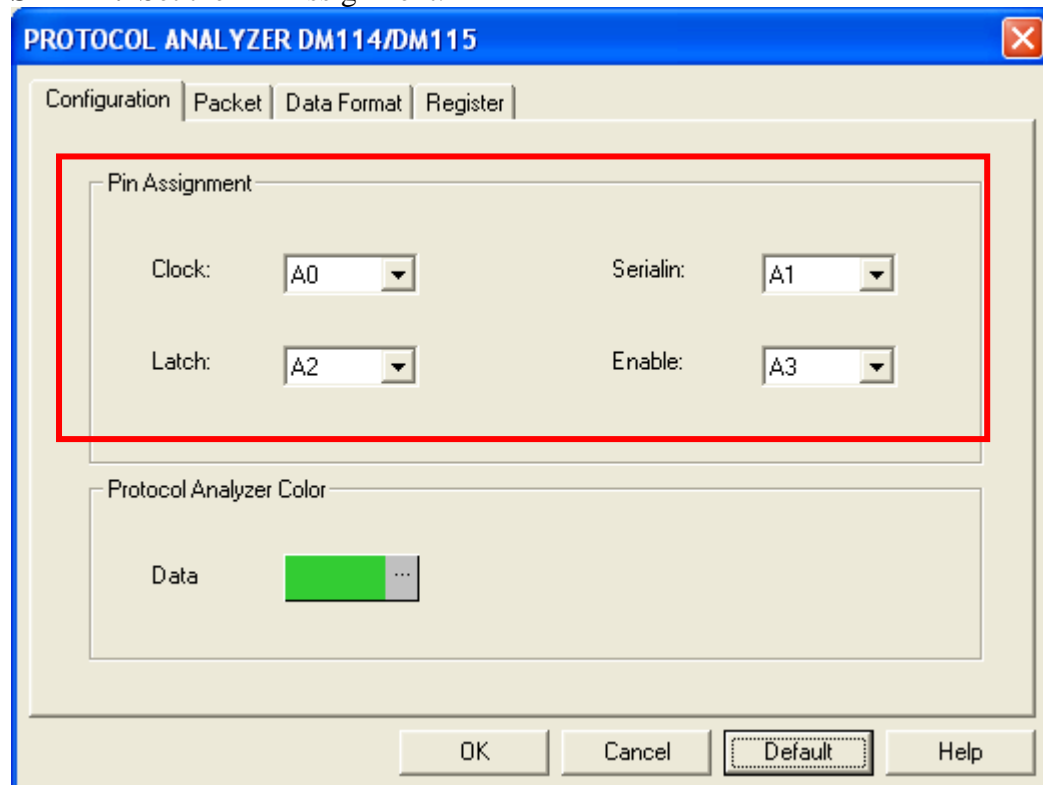 PROTOCOL ANALYZER DM114/DM115
Configuration Packet Data Format Register
Pin Assignment
Clock: A0 Serialin: A1
Latch: A2 Enable: A3
Protocol Analyzer Color
Data ...
OK Cancel Default Help